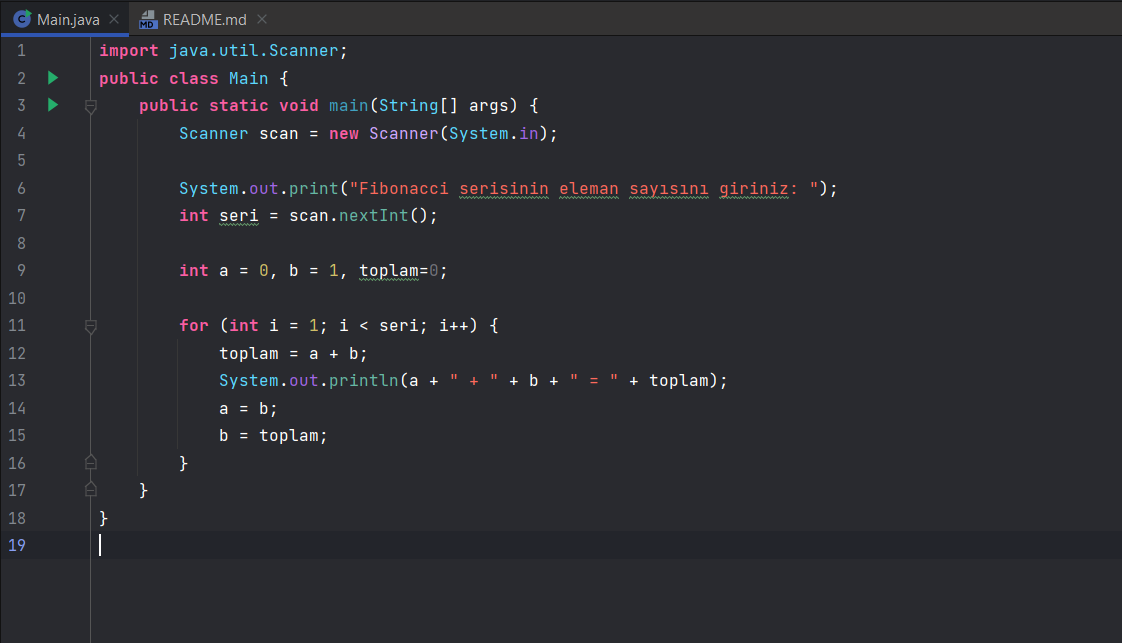 Main.java README.md
1 import java.util.Scanner;
2 public class Main {
3 public static void main(String[] args) {
4 Scanner scan = new Scanner(System.in);
5
6 System.out.print("Fibonacci serisinin eleman sayısını giriniz: ");
7 int seri = scan.nextInt();
8
9 int a = 0, b = 1, toplam=0;
10
11 for (int i = 1; i < seri; i++) {
12 toplam = a + b;
13 System.out.println(a + " + " + b + " = " + toplam);
14 a = b;
15 b = toplam;
16 }
17 }
18 }
19